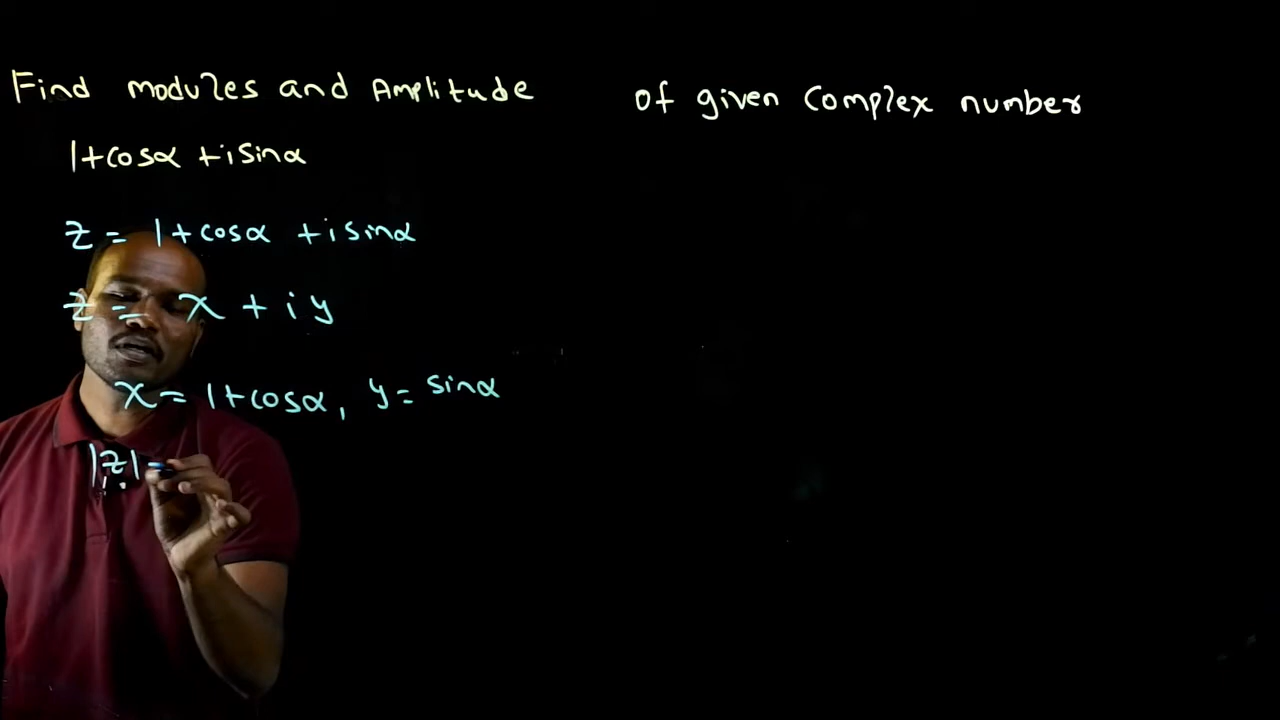 Find modules and Amplitude of given Complex number
1+cosα +isinα
z = 1+cosα +isinα
z = x + iy
x = 1+cosα, y = sinα
|z| =